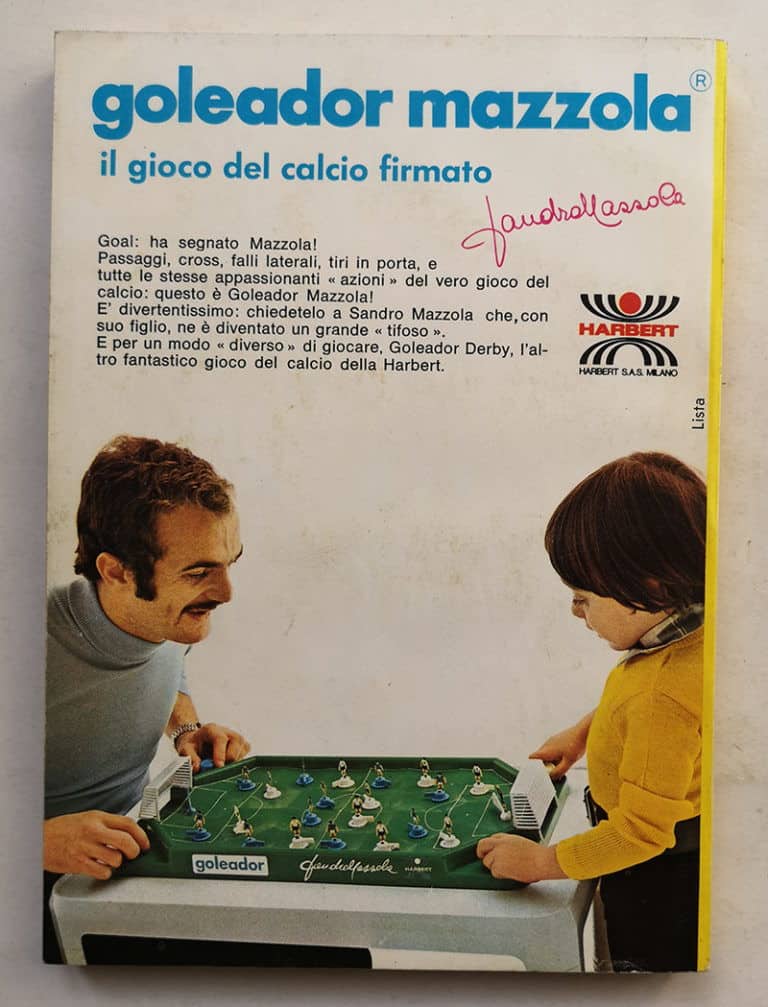 goleador mazzola®
il gioco del calcio firmato
Sandro Mazzola
Goal: ha segnato Mazzola!
Passaggi, cross, falli laterali, tiri in porta, e
tutte le stesse appassionanti « azioni » del vero gioco del
calcio: questo è Goleador Mazzola!
E' divertentissimo: chiedetelo a Sandro Mazzola che, con
suo figlio, ne è diventato un grande « tifoso ».
E per un modo « diverso » di giocare, Goleador Derby, l'al-
tro fantastico gioco del calcio della Harbert.
HARBERT
HARBERT S.A.S. MILANO
Lista
goleador
Sandro Mazzola
HARBERT